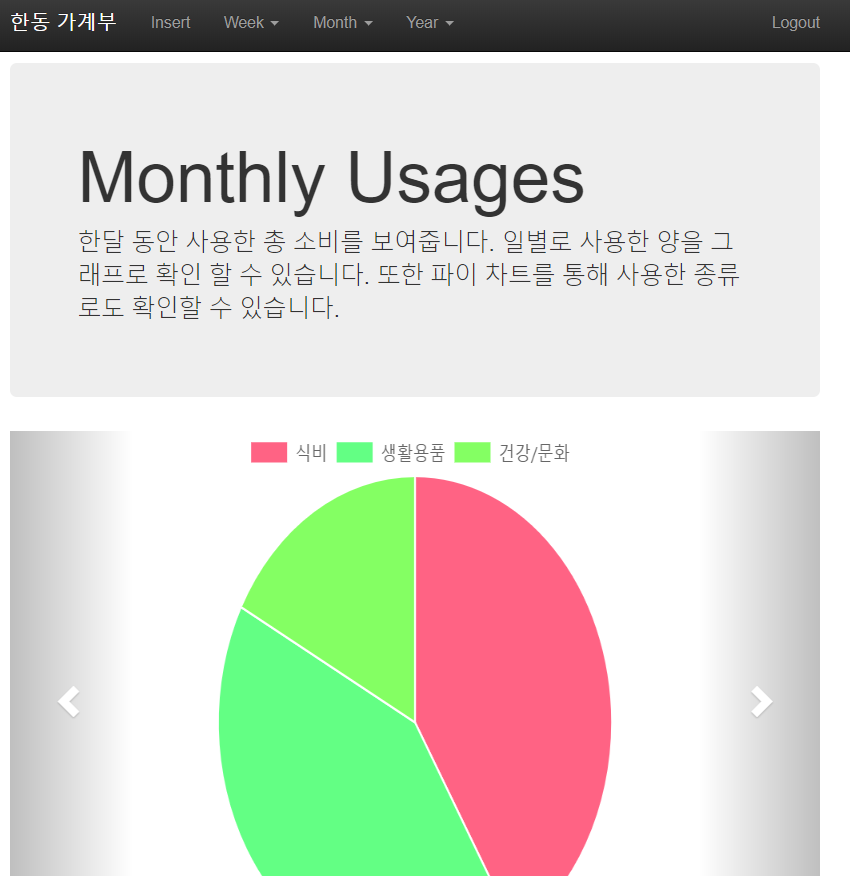 한동 가계부 Insert Week Month Year Logout
Monthly Usages
한달 동안 사용한 총 소비를 보여줍니다. 일별로 사용한 양을 그
래프로 확인 할 수 있습니다. 또한 파이 차트를 통해 사용한 종류
로도 확인할 수 있습니다.
식비 생활용품 건강/문화